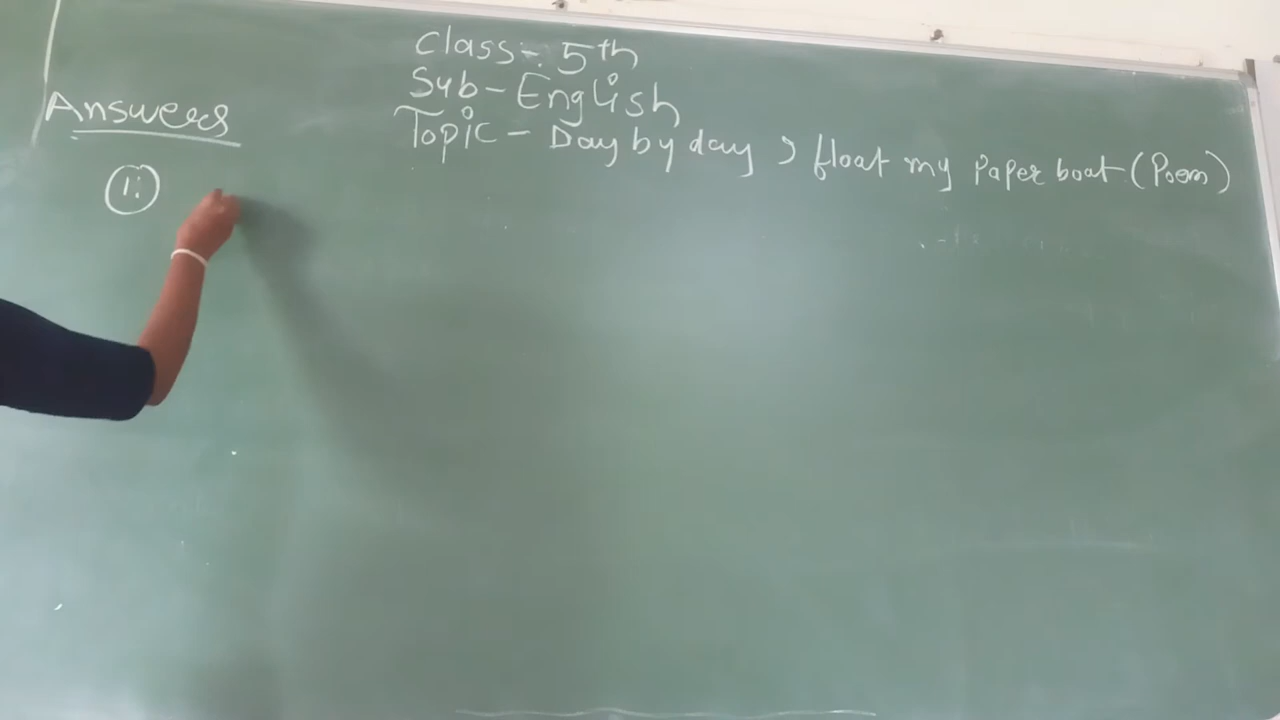 Class:- 5th
Sub - English
Answers
Topic - Day by day I float my paper boat (Poem)
1: